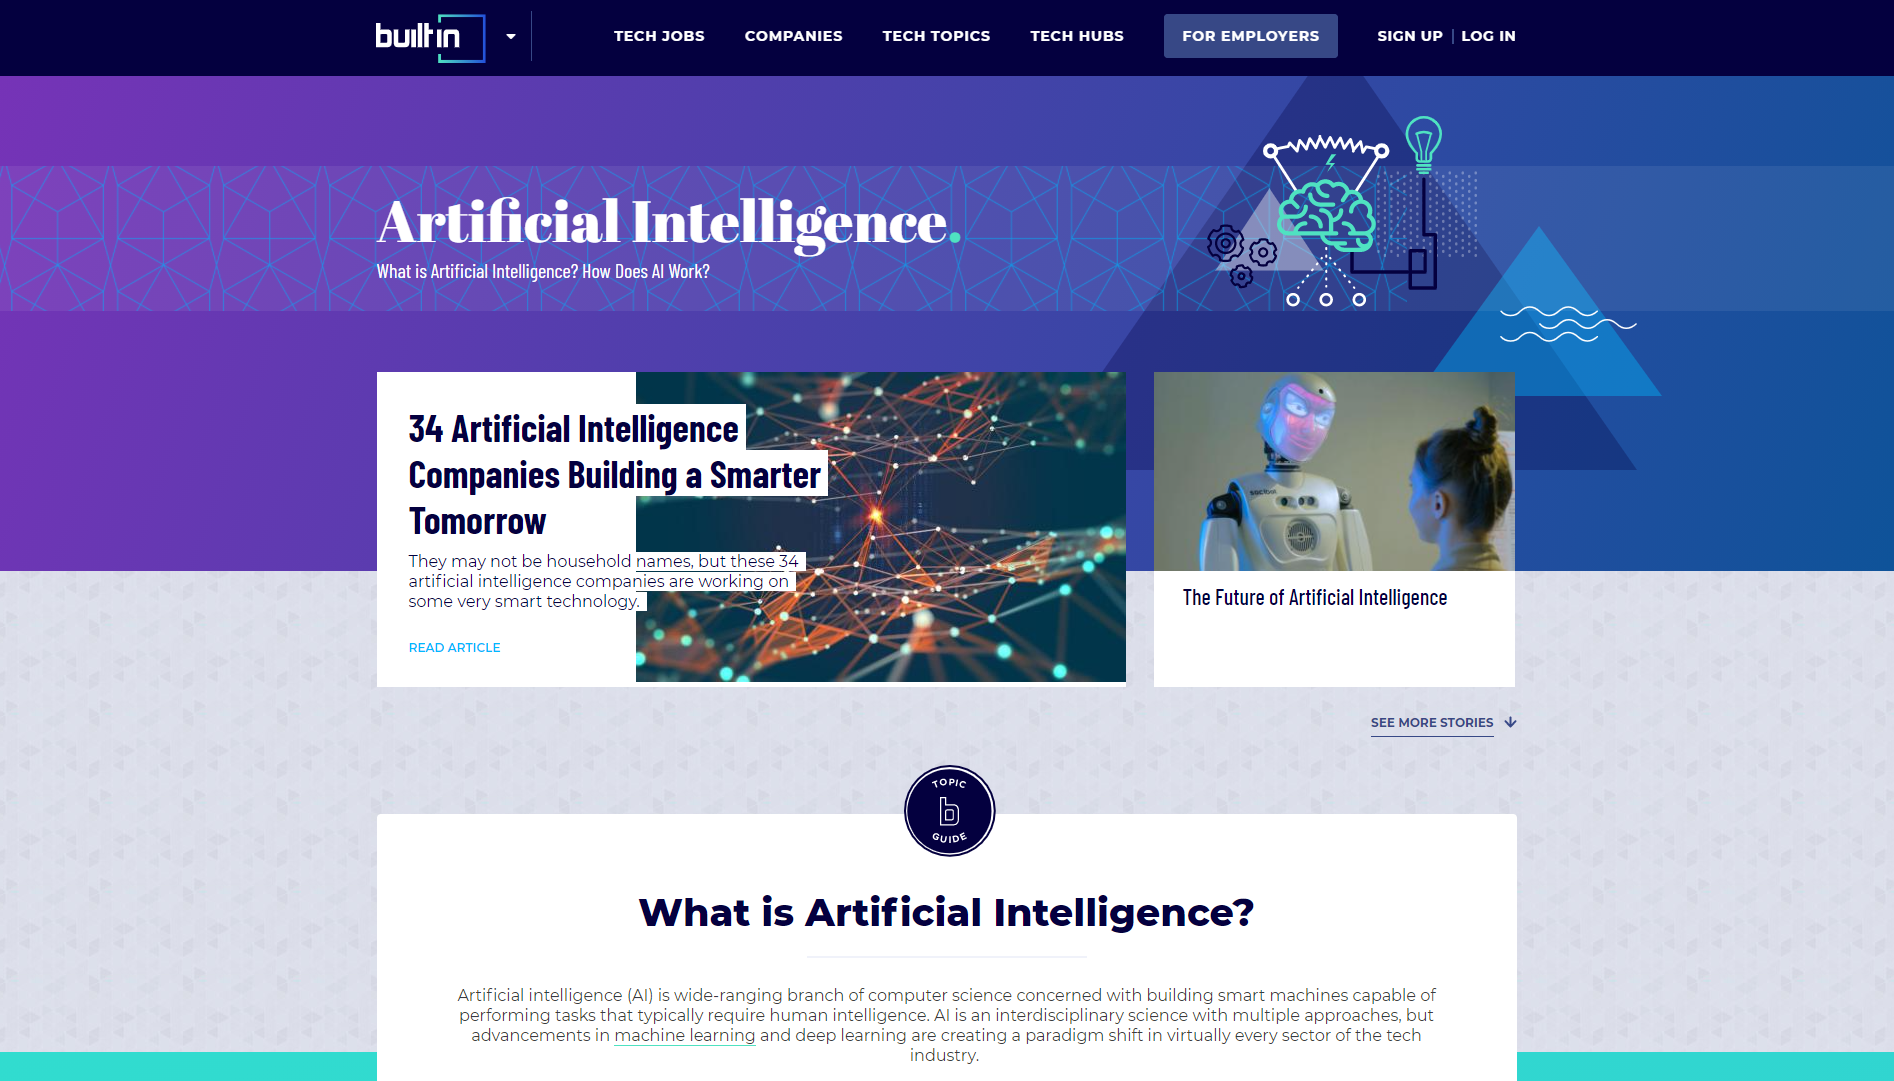 built in
TECH JOBS
COMPANIES
TECH TOPICS
TECH HUBS
FOR EMPLOYERS
SIGN UP | LOG IN
Artificial Intelligence.
What is Artificial Intelligence? How Does AI Work?
34 Artificial Intelligence
Companies Building a Smarter
Tomorrow
They may not be household names, but these 34
artificial intelligence companies are working on
some very smart technology.
READ ARTICLE
The Future of Artificial Intelligence
SEE MORE STORIES
TOPIC
b
GUIDE
What is Artificial Intelligence?
Artificial intelligence (AI) is wide-ranging branch of computer science concerned with building smart machines capable of
performing tasks that typically require human intelligence. AI is an interdisciplinary science with multiple approaches, but
advancements in machine learning and deep learning are creating a paradigm shift in virtually every sector of the tech
industry.